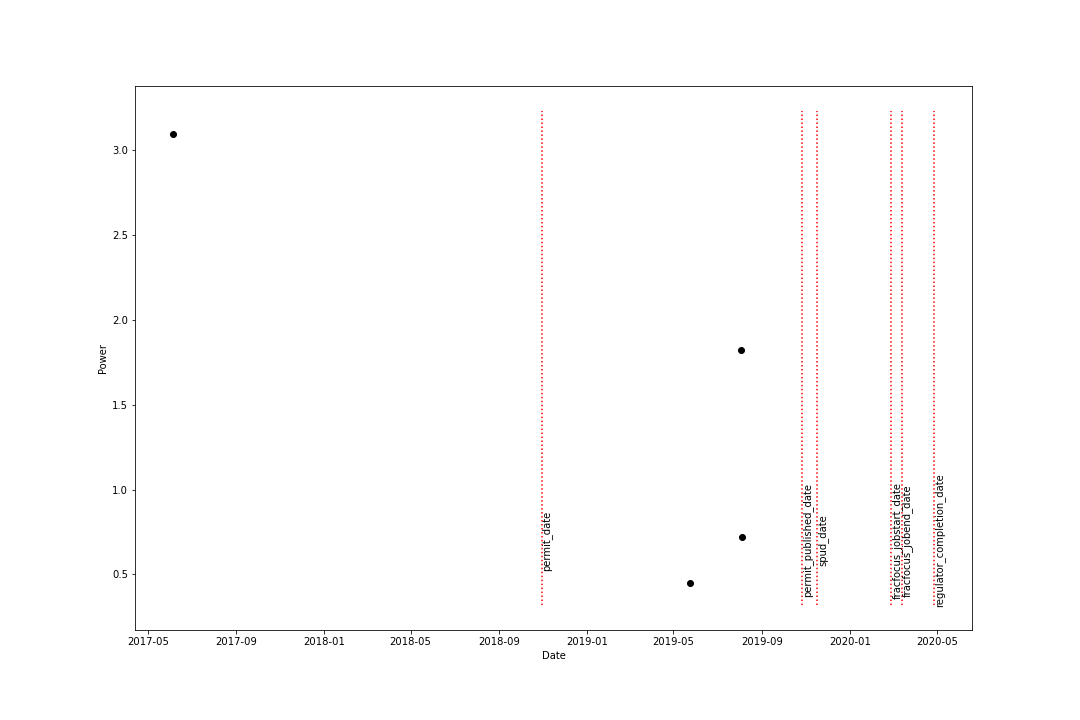 3.0
2.5
2.0
1.5
1.0
0.5
Power
permit_date
permit_published_date
spud_date
fracfocus_jobstart_date
fracfocus_jobend_date
regulator_completion_date
2017-05
2017-09
2018-01
2018-05
2018-09
2019-01
2019-05
2019-09
2020-01
2020-05
Date